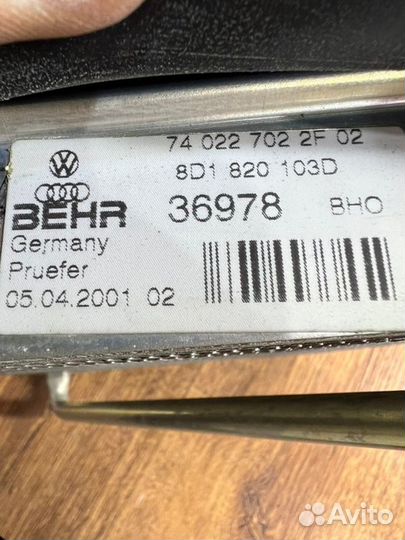 74 022 702 2F 02
8D1 820 103D
BEHR 36978 BHO
Germany
Pruefer
05.04.2001 02
Avito